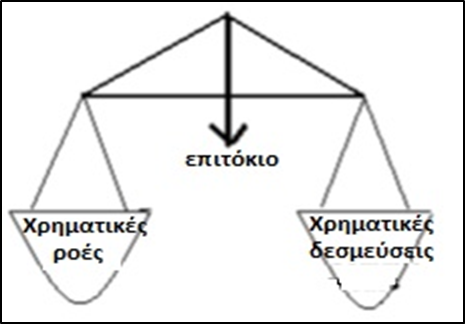 επιτόκιο
Χρηματικές
ροές
Χρηματικές
δεσμεύσεις